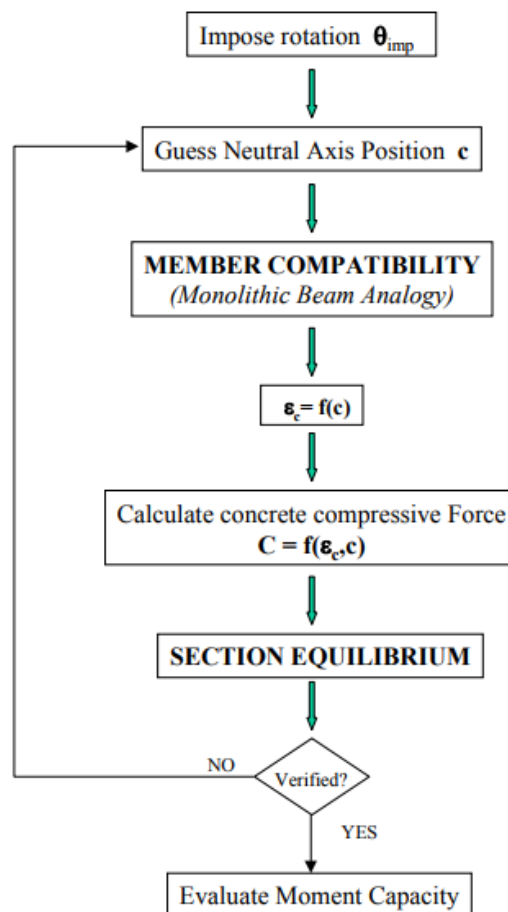 Impose rotation θimp
Guess Neutral Axis Position c
MEMBER COMPATIBILITY
(Monolithic Beam Analogy)
εc= f(c)
Calculate concrete compressive Force
C = f(εc,c)
SECTION EQUILIBRIUM
NO
Verified?
YES
Evaluate Moment Capacity